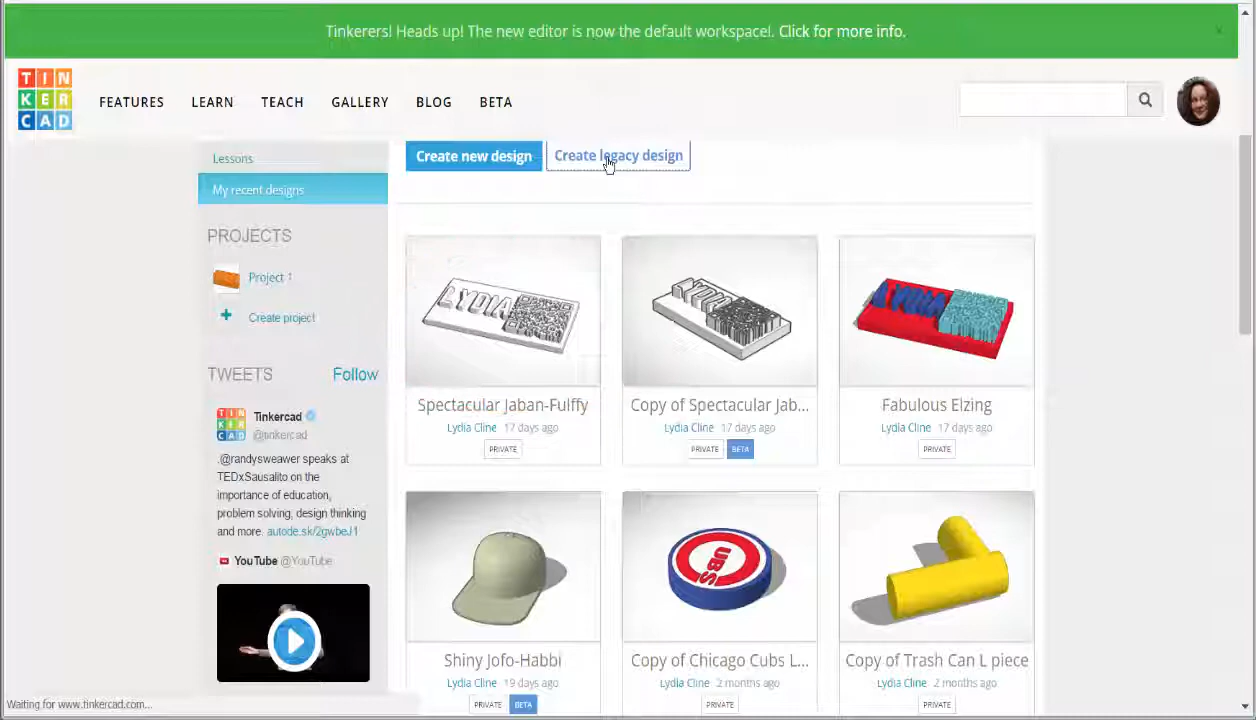 Tinkerers! Heads up! The new editor is now the default workspace!. Click for more info. ×
TIN
KER
CAD
FEATURES LEARN TEACH GALLERY BLOG BETA
Lessons
My recent designs
Create new design Create legacy design
PROJECTS
Project 1
+ Create project
TWEETS Follow
Tinkercad
@tinkercad
.@randysweawer speaks at
TEDxSausalito on the
importance of education,
problem solving, design thinking
and more. autode.sk/2gwbeJ1
YouTube @YouTube
LYDIA
Spectacular Jaban-Fulffy
Lydia Cline 17 days ago
PRIVATE
Copy of Spectacular Jab...
Lydia Cline 17 days ago
PRIVATE BETA
Fabulous Elzing
Lydia Cline 17 days ago
PRIVATE
Shiny Jofo-Habbi
Lydia Cline 19 days ago
PRIVATE BETA
UBS
Copy of Chicago Cubs L...
Lydia Cline 2 months ago
PRIVATE
Copy of Trash Can L piece
Lydia Cline 2 months ago
PRIVATE
Waiting for www.tinkercad.com...